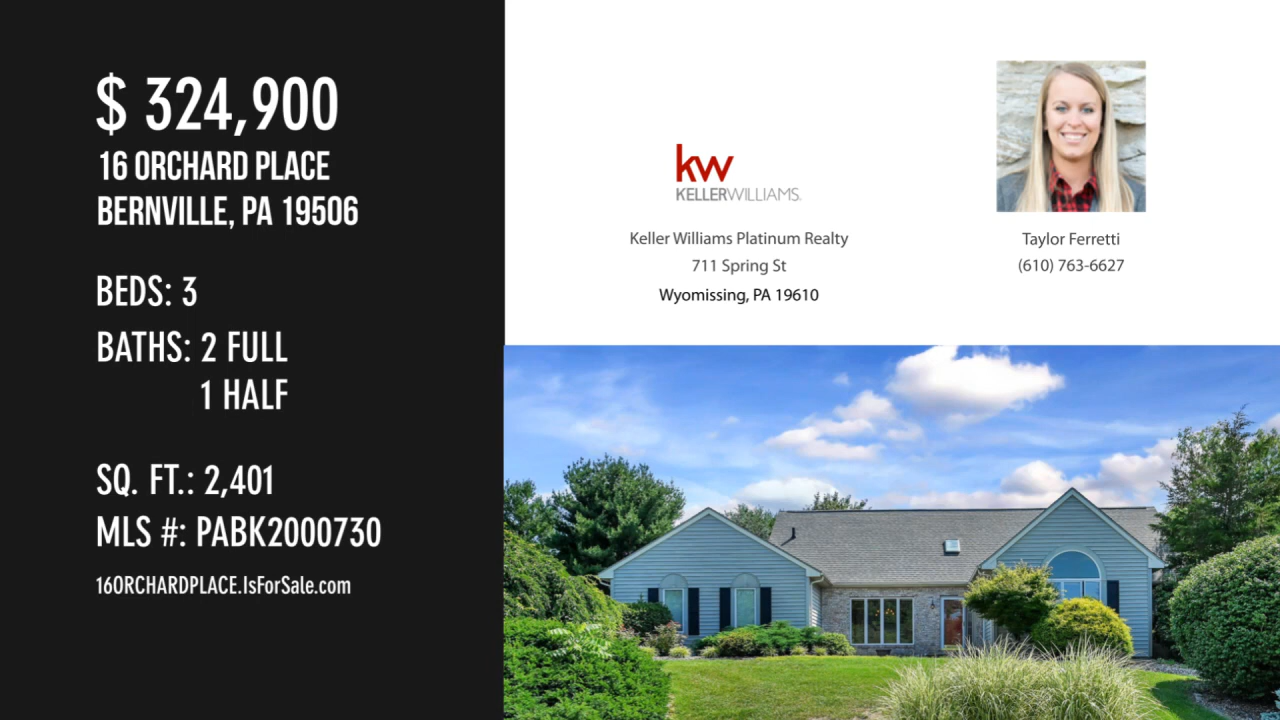 $ 324,900
16 ORCHARD PLACE
BERNVILLE, PA 19506
BEDS: 3
BATHS: 2 FULL
1 HALF
SQ. FT.: 2,401
MLS #: PABK2000730
16ORCHARDPLACE.IsForSale.com
kw
KELLERWILLIAMS.
Keller Williams Platinum Realty
711 Spring St
Wyomissing, PA 19610
Taylor Ferretti
(610) 763-6627